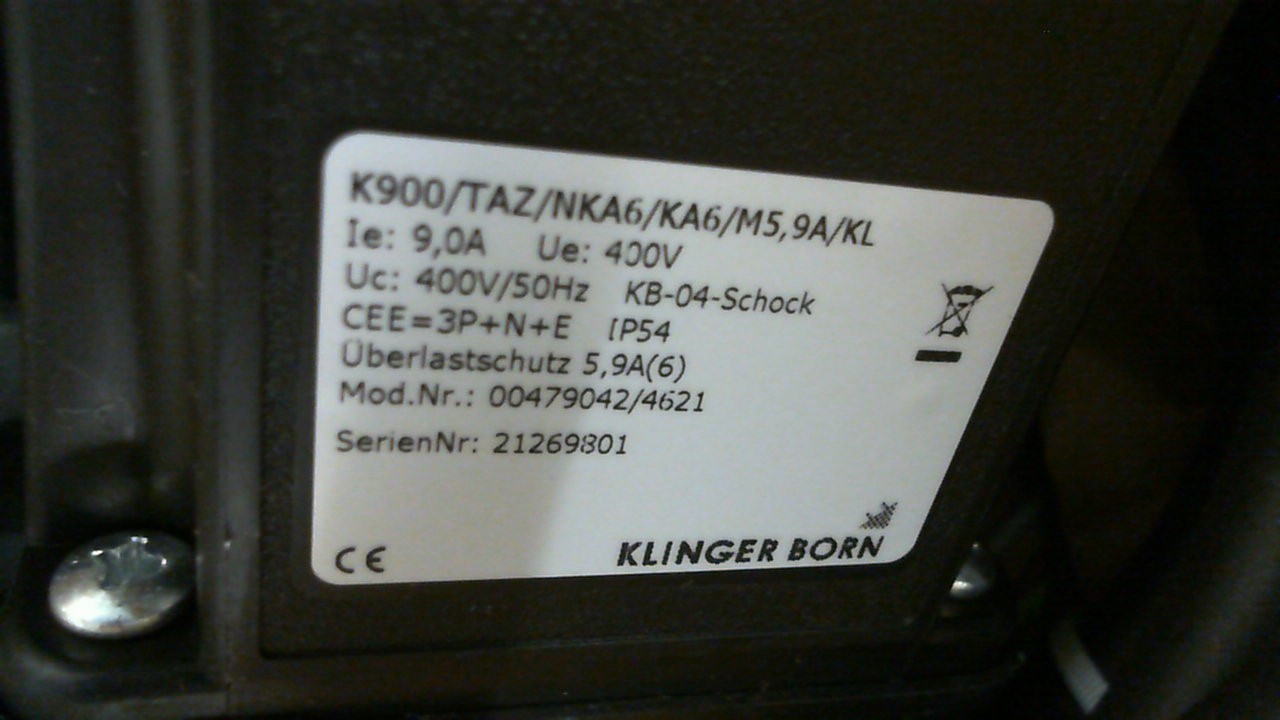 K900/TAZ/NKA6/KA6/M5,9A/KL
Ie: 9,0A Ue: 400V
Uc: 400V/50Hz KB-04-Schock
CEE=3P+N+E IP54
Überlastschutz 5,9A(6)
Mod.Nr.: 00479042/4621
SerienNr: 21269801
CE KLINGER BORN